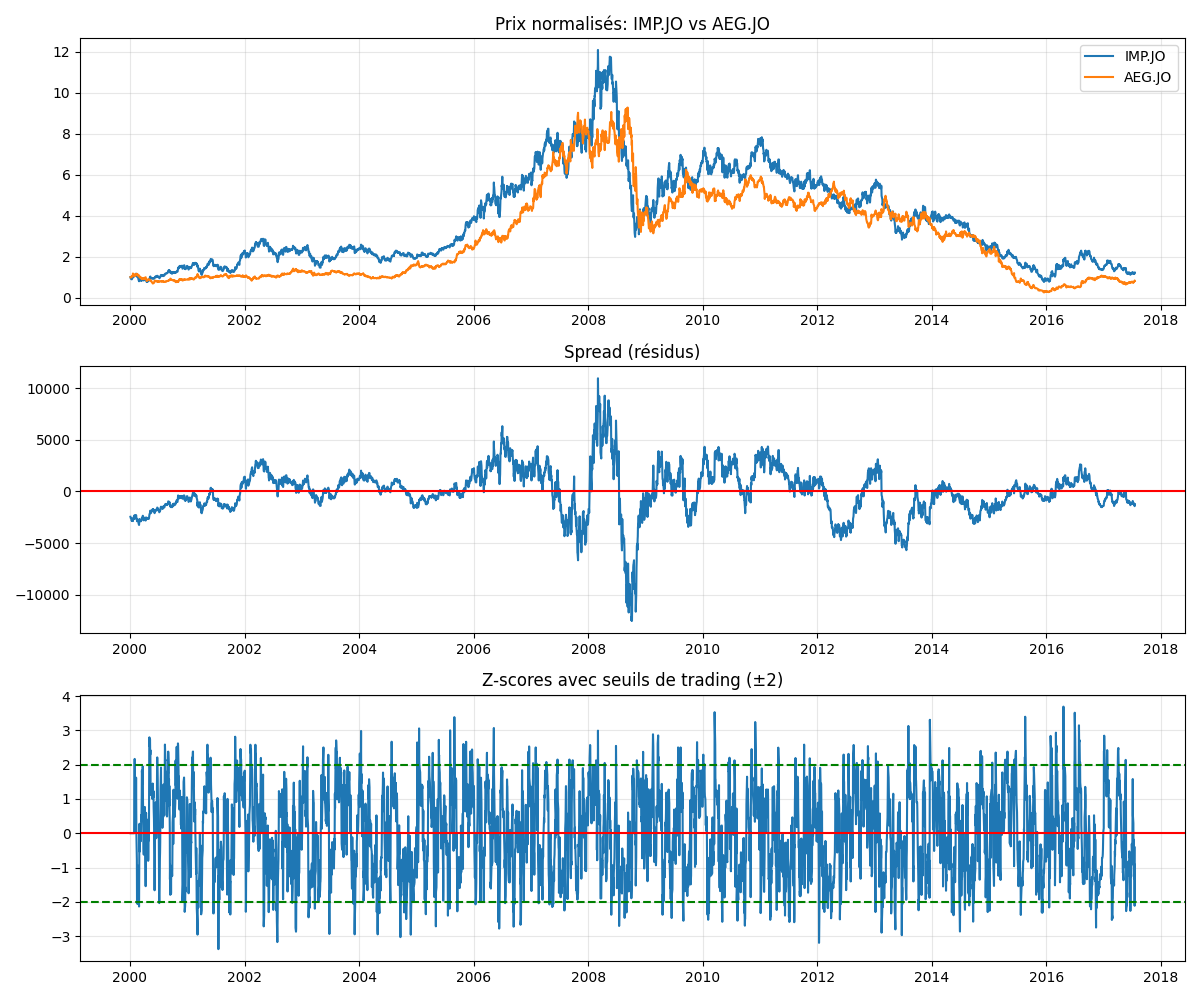 Prix normalisés: IMP.JO vs AEG.JO
12
10
8
6
4
2
0
IMP.JO
AEG.JO
2000 2002 2004 2006 2008 2010 2012 2014 2016 2018
Spread (résidus)
10000
5000
0
−5000
−10000
2000 2002 2004 2006 2008 2010 2012 2014 2016 2018
Z-scores avec seuils de trading (±2)
4
3
2
1
0
−1
−2
−3
2000 2002 2004 2006 2008 2010 2012 2014 2016 2018